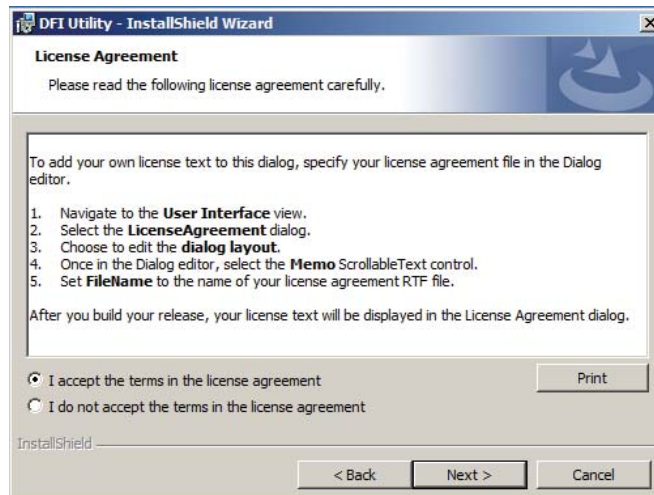 DFI Utility - InstallShield Wizard
License Agreement
Please read the following license agreement carefully.
To add your own license text to this dialog, specify your license agreement file in the Dialog
editor.
1. Navigate to the User Interface view.
2. Select the LicenseAgreement dialog.
3. Choose to edit the dialog layout.
4. Once in the Dialog editor, select the Memo ScrollableText control.
5. Set FileName to the name of your license agreement RTF file.
After you build your release, your license text will be displayed in the License Agreement dialog.
I accept the terms in the license agreement
Print
I do not accept the terms in the license agreement
InstallShield
< Back Next > Cancel